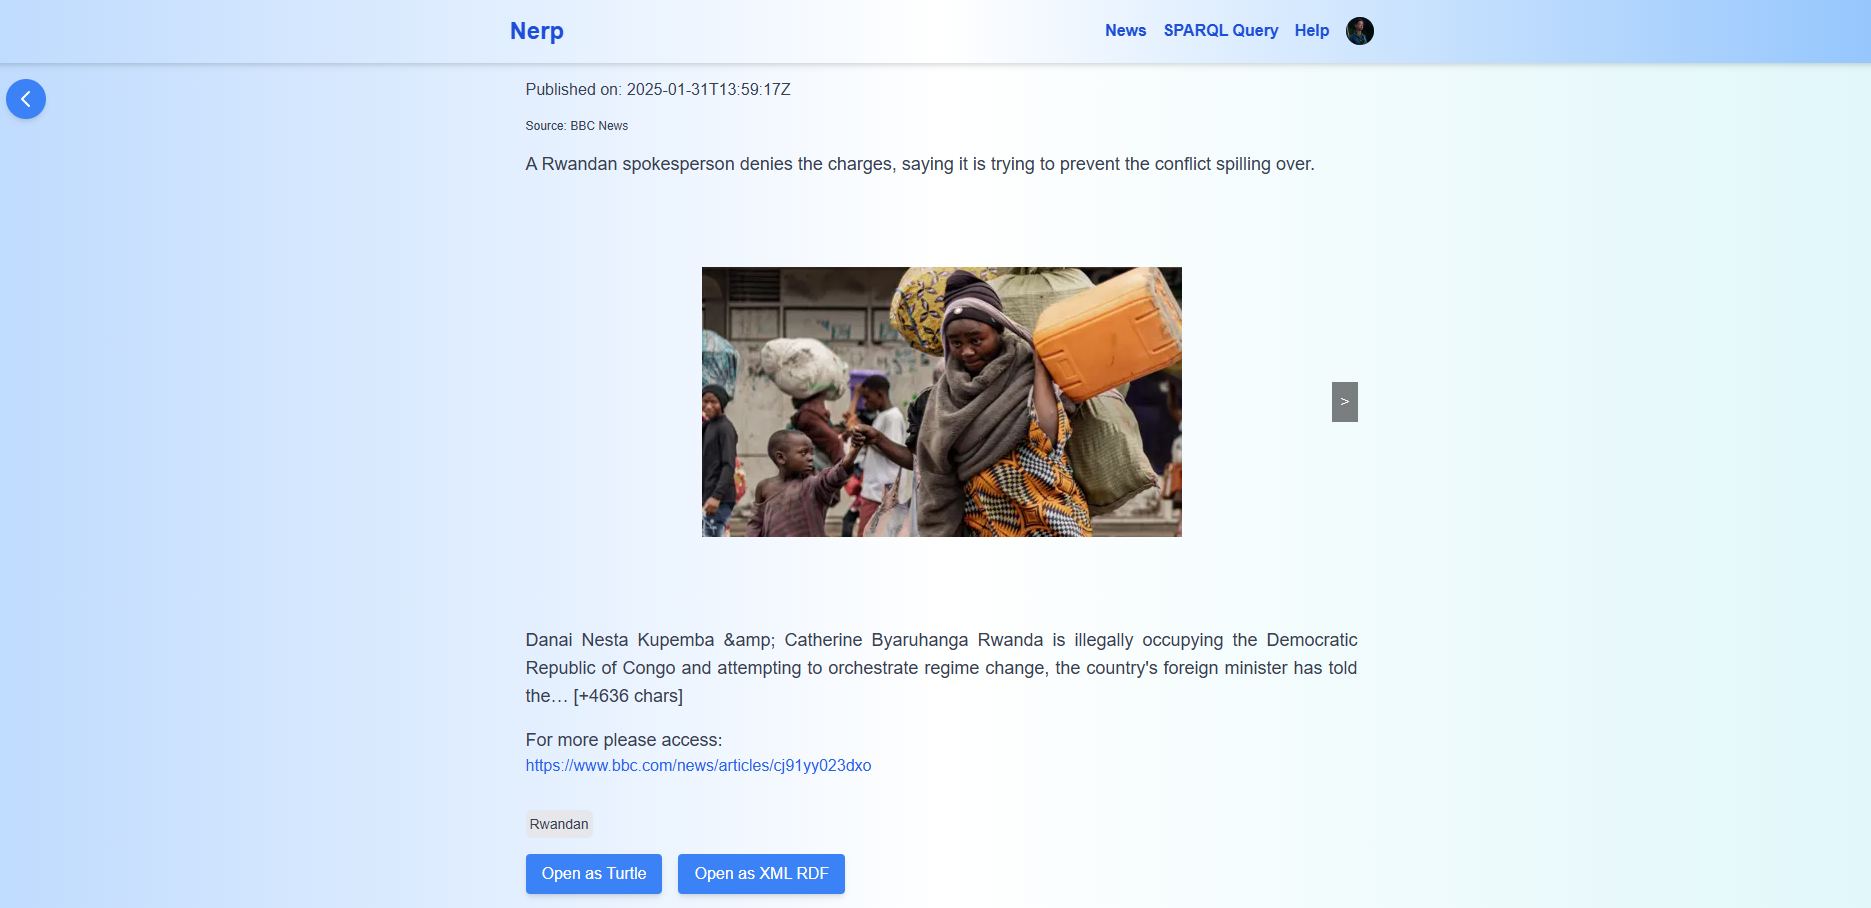 Nerp
News SPARQL Query Help
Published on: 2025-01-31T13:59:17Z
Source: BBC News
A Rwandan spokesperson denies the charges, saying it is trying to prevent the conflict spilling over.
>
Danai Nesta Kupemba &amp; Catherine Byaruhanga Rwanda is illegally occupying the Democratic
Republic of Congo and attempting to orchestrate regime change, the country's foreign minister has told
the… [+4636 chars]
For more please access:
https://www.bbc.com/news/articles/cj91yy023dxo
Rwandan
Open as Turtle Open as XML RDF